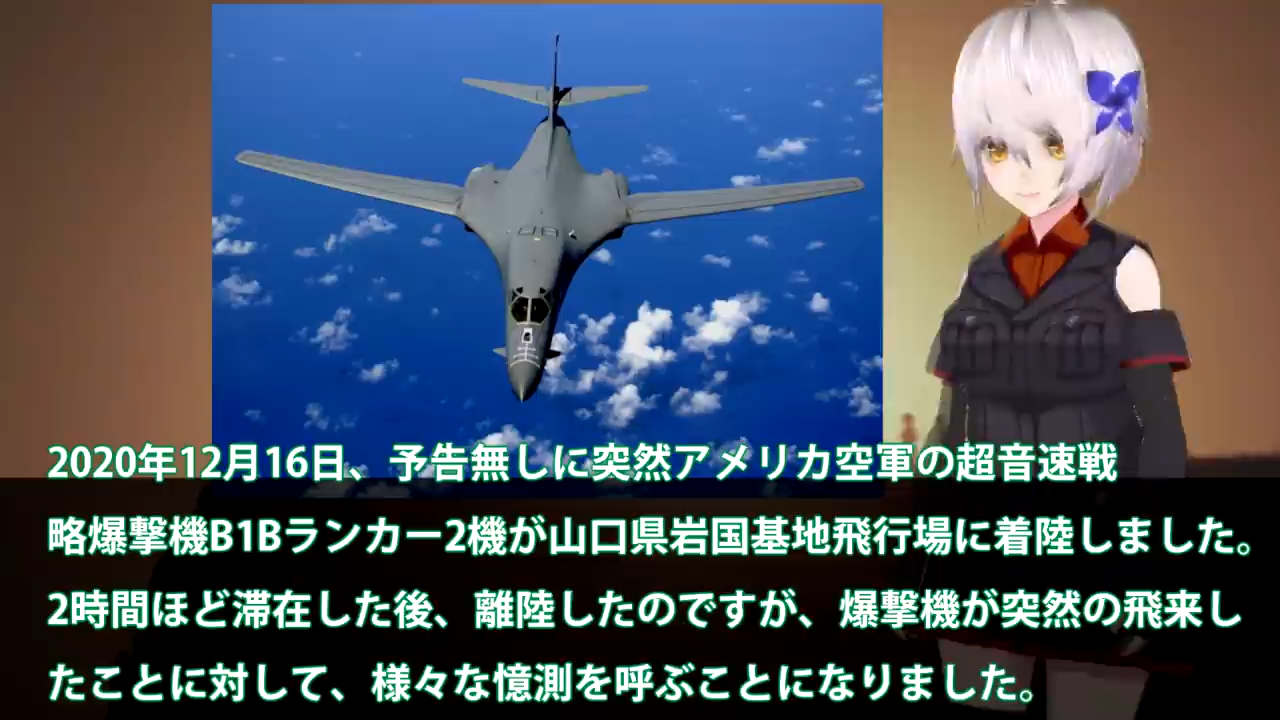 2020年12月16日、予告無しに突然アメリカ空軍の超音速戦
略爆撃機B1Bランカー2機が山口県岩国基地飛行場に着陸しました。
2時間ほど滞在した後、離陸したのですが、爆撃機が突然の飛来し
たことに対して、様々な憶測を呼ぶことになりました。